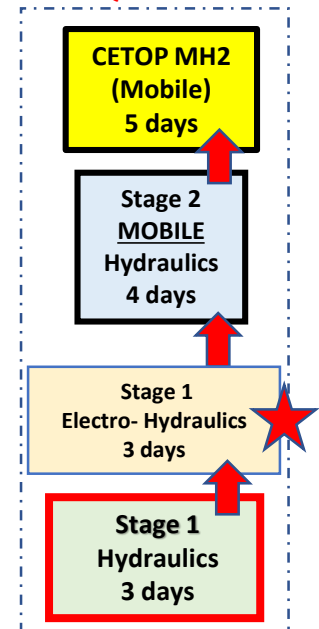 CETOP MH2
(Mobile)
5 days
Stage 2
MOBILE
Hydraulics
4 days
Stage 1
Electro- Hydraulics
3 days
Stage 1
Hydraulics
3 days